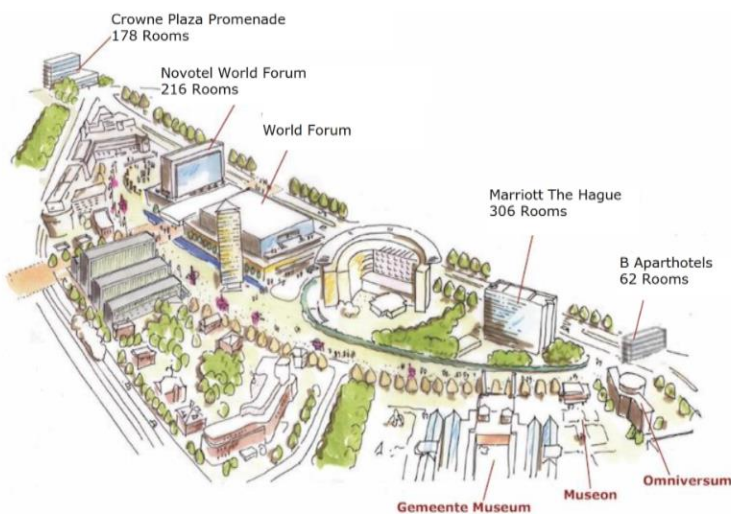 Crowne Plaza Promenade
178 Rooms
Novotel World Forum
216 Rooms
World Forum
Marriott The Hague
306 Rooms
B Aparthotels
62 Rooms
Omniversum
Museon
Gemeente Museum